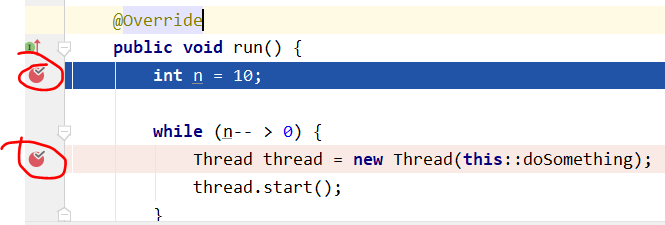 @Override
public void run() {
int n = 10;
while (n-- > 0) {
Thread thread = new Thread(this::doSomething);
thread.start();
}